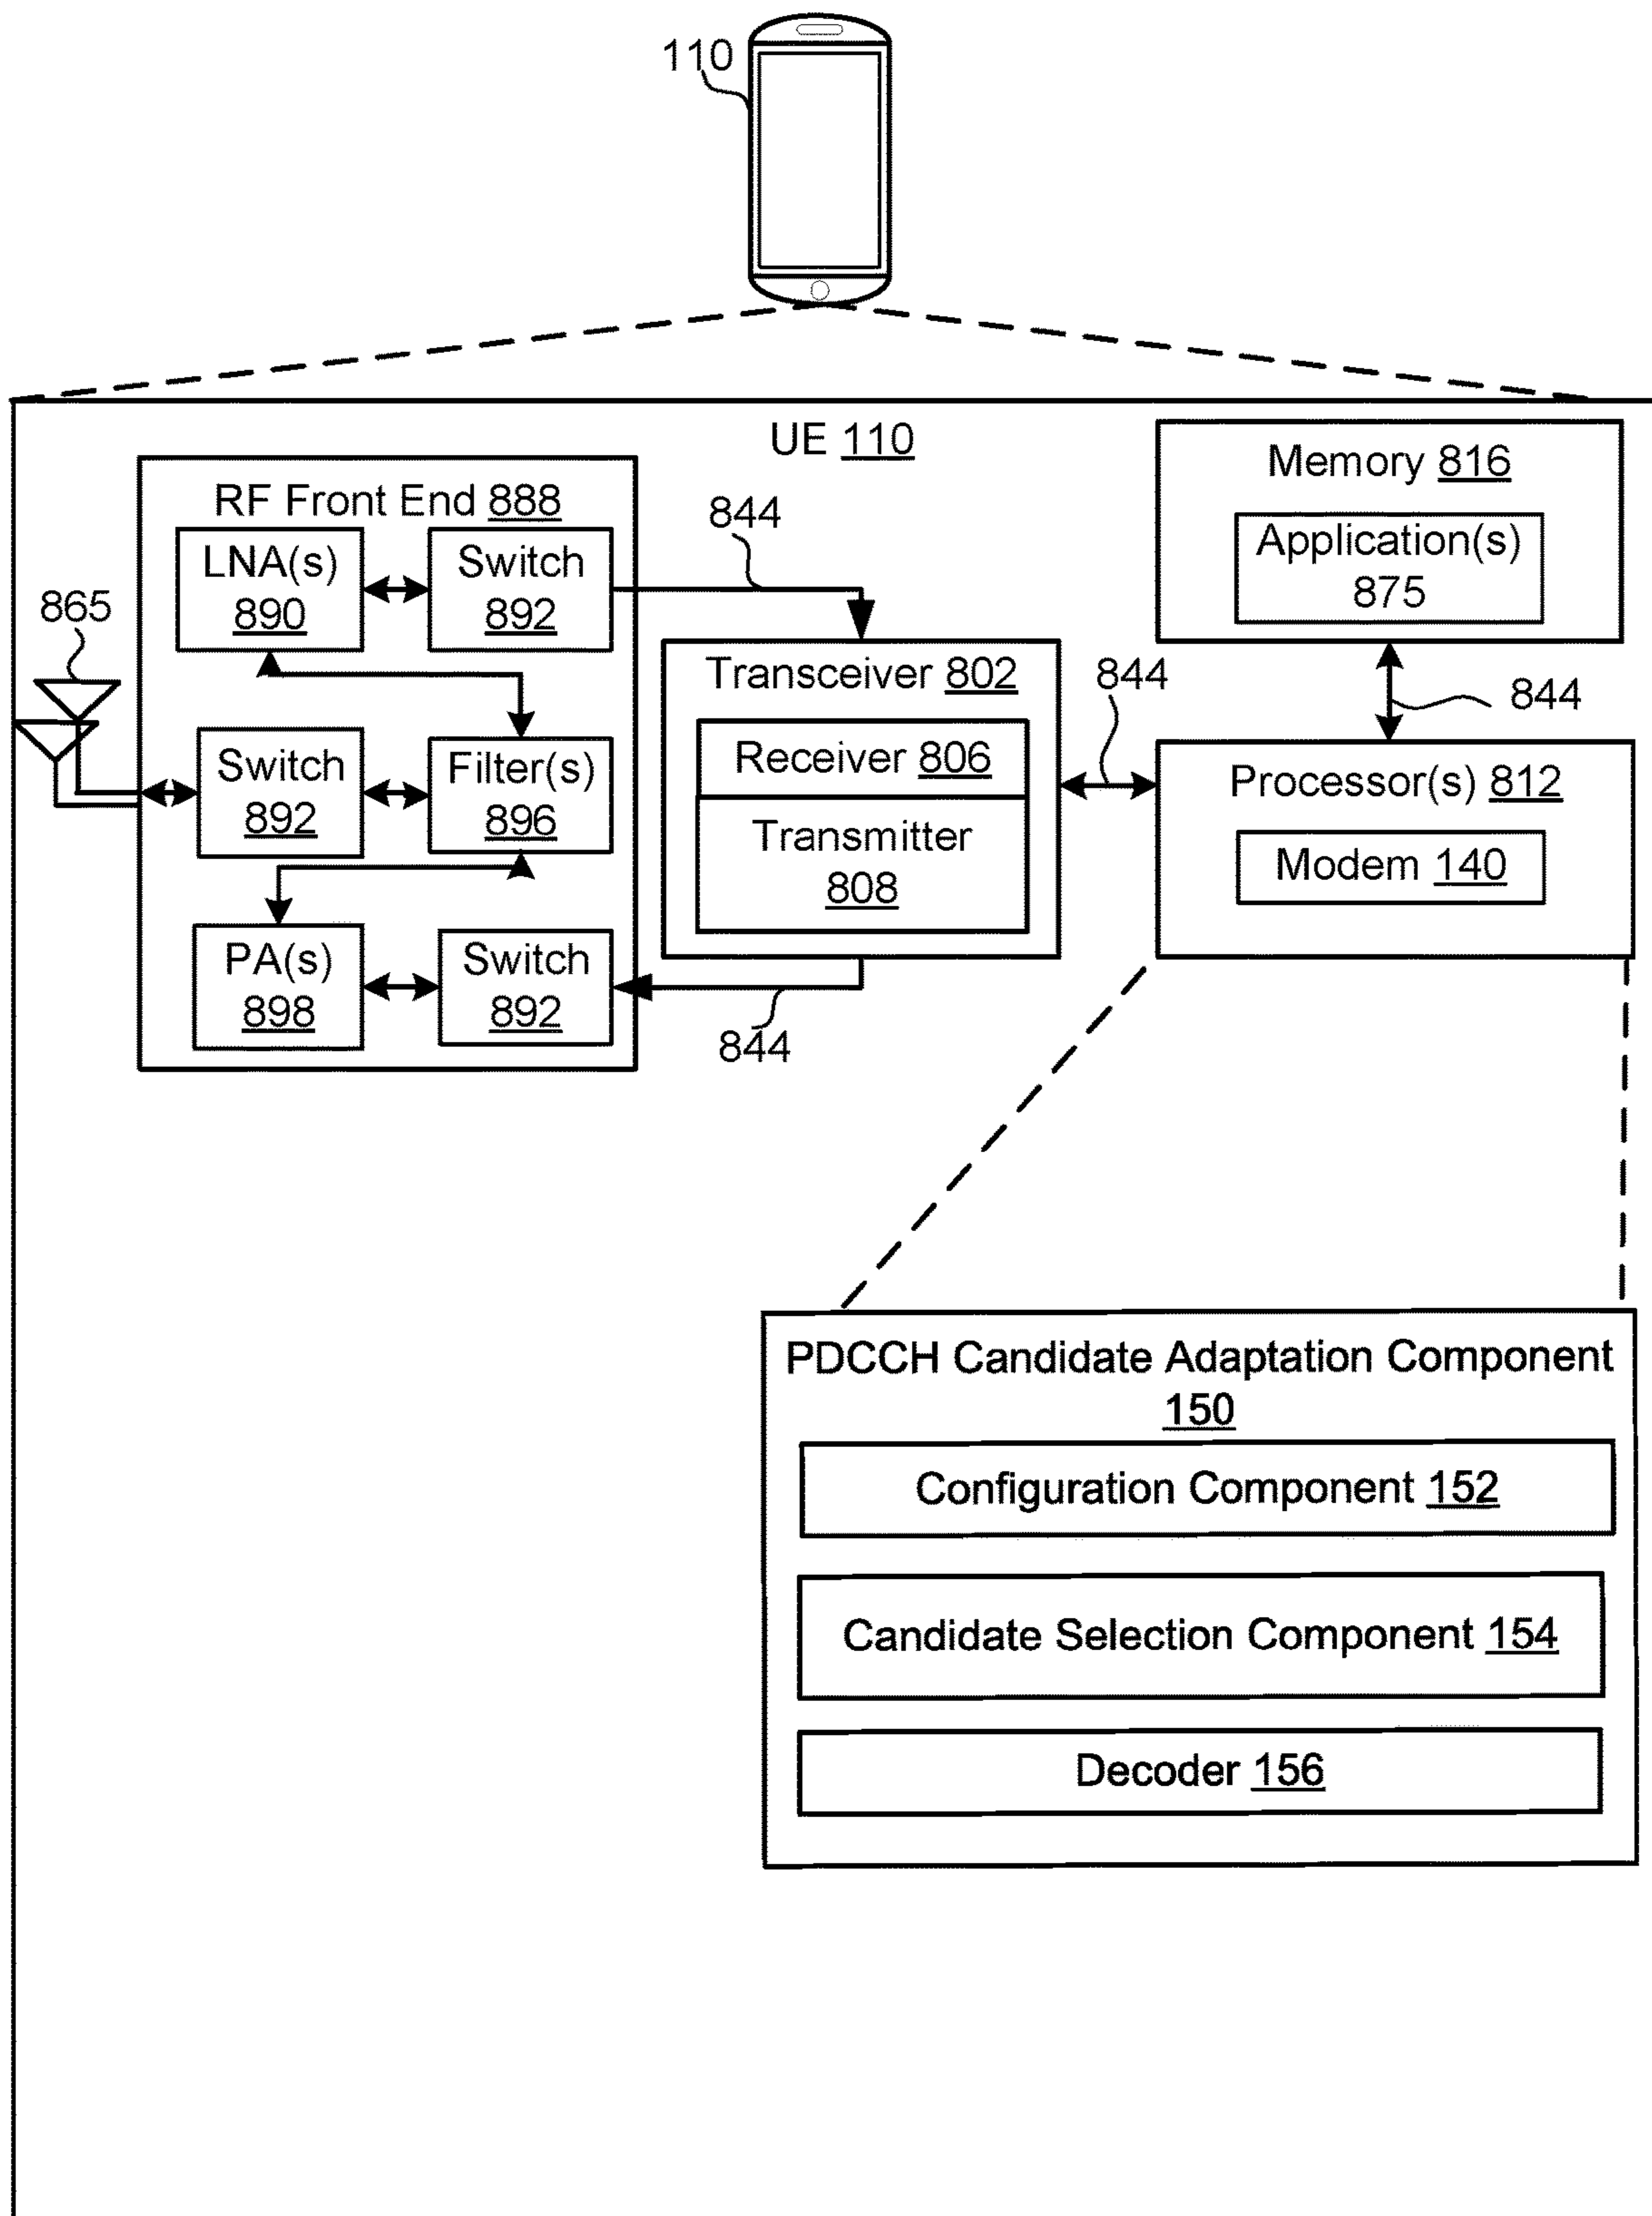 110
UE 110
RF Front End 888
LNA(s)
890
Switch
892
844
Memory 816
Application(s)
875
865
Switch
892
Filter(s)
896
Transceiver 802
Receiver 806
Transmitter
808
844
844
Processor(s) 812
Modem 140
PA(s)
898
Switch
892
844
PDCCH Candidate Adaptation Component
150
Configuration Component 152
Candidate Selection Component 154
Decoder 156